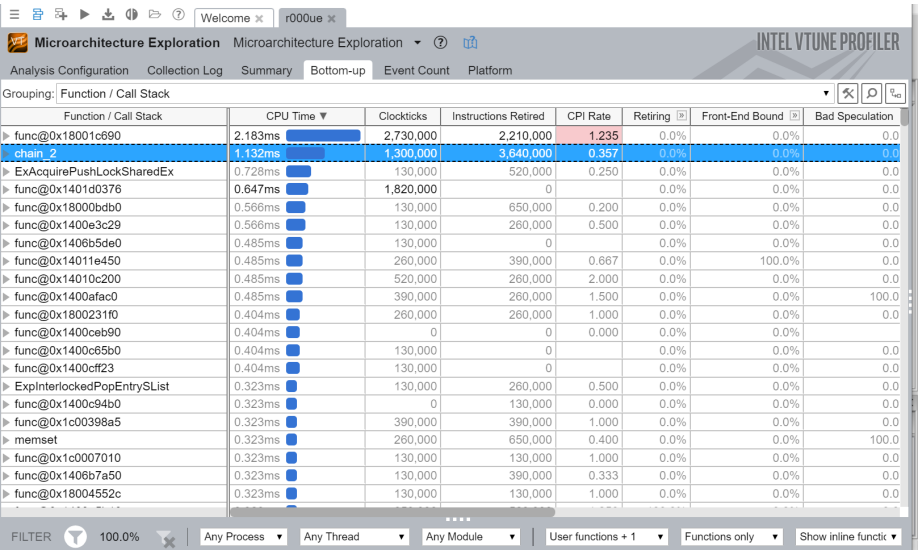 Welcome × r000ue ×
Microarchitecture Exploration Microarchitecture Exploration INTEL VTUNE PROFILER
Analysis Configuration Collection Log Summary Bottom-up Event Count Platform
Grouping: Function / Call Stack
Function / Call Stack CPU Time ▼ Clockticks Instructions Retired CPI Rate Retiring Front-End Bound Bad Speculation
func@0x18001c690 2.183ms 2,730,000 2,210,000 1.235 0.0% 0.0% 0.0
chain_2 1.132ms 1,300,000 3,640,000 0.357 0.0% 0.0% 0.0
ExAcquirePushLockSharedEx 0.728ms 130,000 520,000 0.250 0.0% 0.0% 0.0
func@0x1401d0376 0.647ms 1,820,000 0 0.0% 0.0% 0.0
func@0x18000bdb0 0.566ms 130,000 650,000 0.200 0.0% 0.0% 0.0
func@0x1400e3c29 0.566ms 130,000 260,000 0.500 0.0% 0.0% 0.0
func@0x1406b5de0 0.485ms 130,000 0 0.0% 0.0% 0.0
func@0x14011e450 0.485ms 260,000 390,000 0.667 0.0% 100.0% 0.0
func@0x14010c200 0.485ms 520,000 260,000 2.000 0.0% 0.0% 0.0
func@0x1400afac0 0.485ms 390,000 260,000 1.500 0.0% 0.0% 100.0
func@0x1800231f0 0.404ms 260,000 260,000 1.000 0.0% 0.0% 0.0
func@0x1400ceb90 0.404ms 0 0 0.000 0.0% 0.0%
func@0x1400c65b0 0.404ms 130,000 0 0.0% 0.0% 0.0
func@0x1400cff23 0.404ms 130,000 0 0.0% 0.0% 0.0
ExpInterlockedPopEntrySList 0.323ms 130,000 260,000 0.500 0.0% 0.0% 0.0
func@0x1400c94b0 0.323ms 0 130,000 0.000 0.0% 0.0% 0.0
func@0x1c00398a5 0.323ms 390,000 390,000 1.000 0.0% 0.0% 0.0
memset 0.323ms 260,000 650,000 0.400 0.0% 0.0% 100.0
func@0x1c0007010 0.323ms 130,000 130,000 1.000 0.0% 0.0% 0.0
func@0x1406b7a50 0.323ms 130,000 390,000 0.333 0.0% 0.0% 0.0
func@0x18004552c 0.323ms 130,000 130,000 1.000 0.0% 0.0% 0.0
FILTER 100.0% Any Process Any Thread Any Module User functions + 1 Functions only Show inline functic